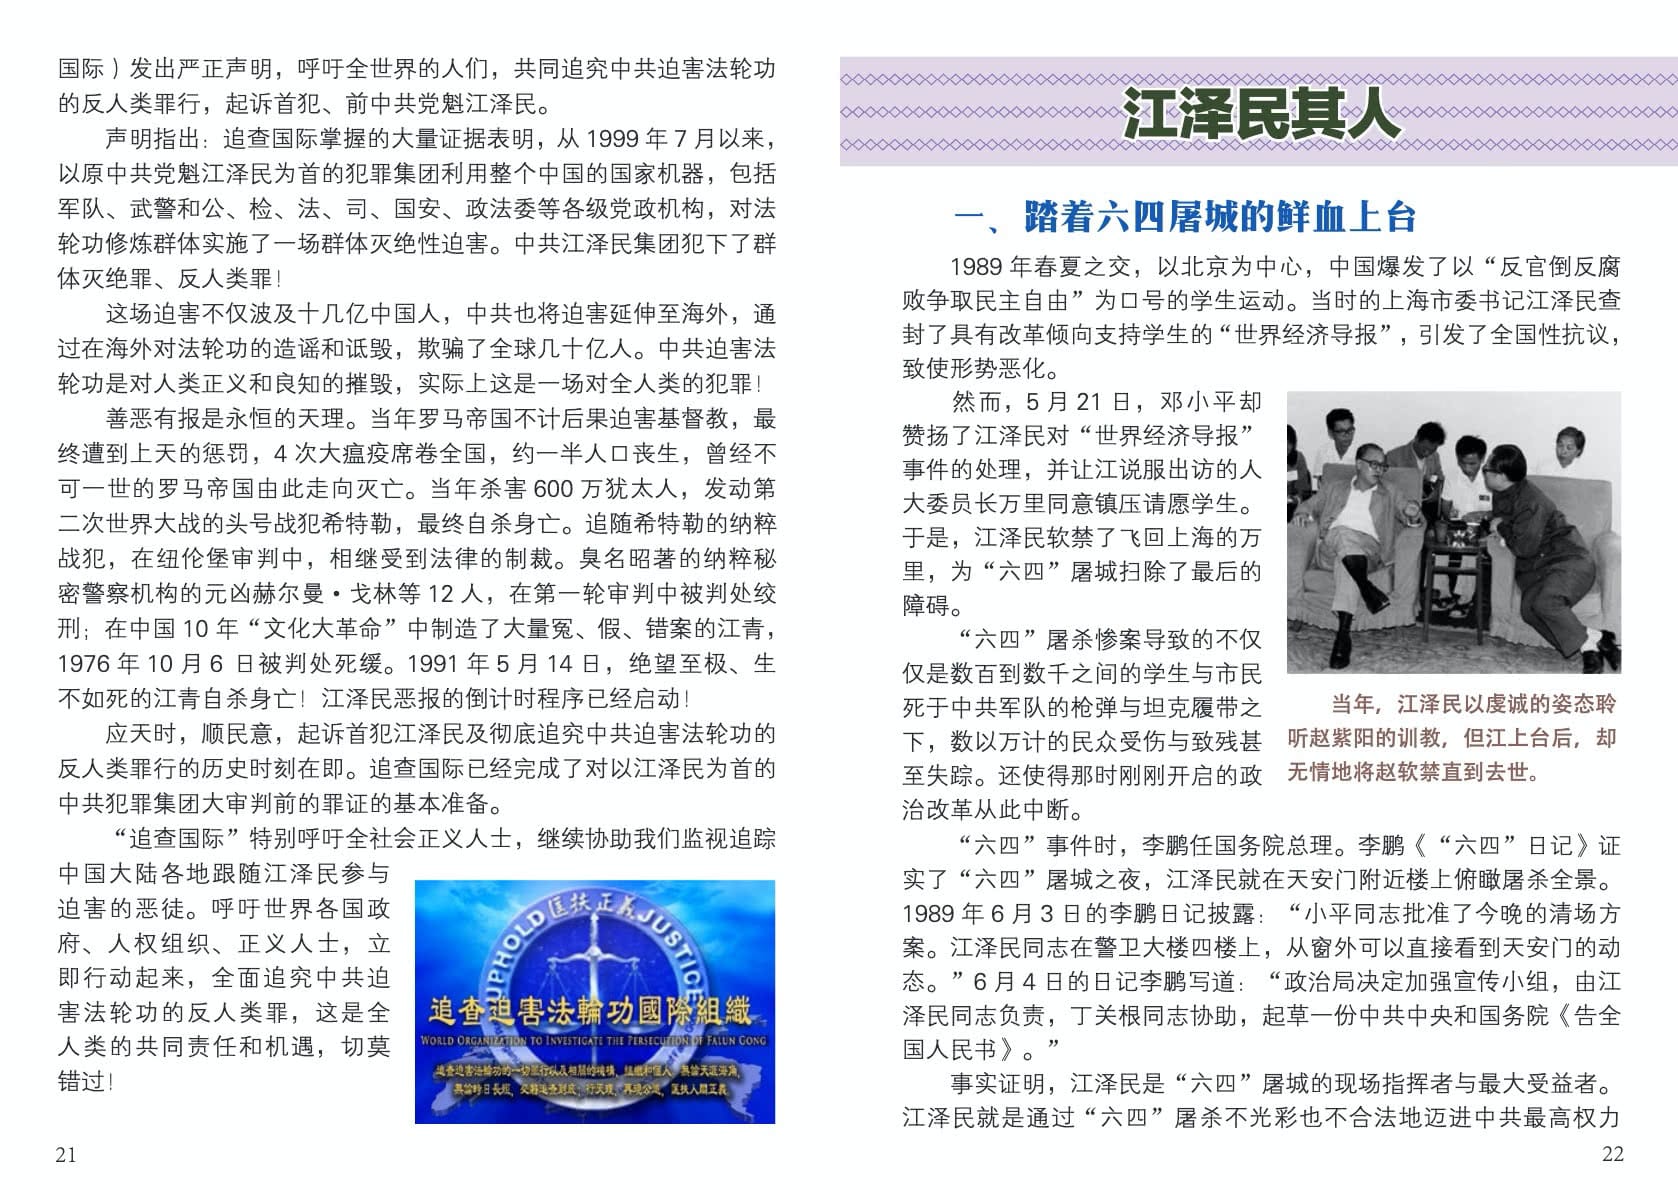 国际）发出严正声明，呼吁全世界的人们，共同追究中共迫害法轮功
的反人类罪行，起诉首犯、前中共党魁江泽民。
声明指出：追查国际掌握的大量证据表明，从 1999 年 7 月以来，
以原中共党魁江泽民为首的犯罪集团利用整个中国的国家机器，包括
军队、武警和公、检、法、司、国安、政法委等各级党政机构，对法
轮功修炼群体实施了一场群体灭绝性迫害。中共江泽民集团犯下了群
体灭绝罪、反人类罪！
这场迫害不仅波及十几亿中国人，中共也将迫害延伸至海外，通
过在海外对法轮功的造谣和诋毁，欺骗了全球几十亿人。中共迫害法
轮功是对人类正义和良知的摧毁，实际上这是一场对全人类的犯罪！
善恶有报是永恒的天理。当年罗马帝国不计后果迫害基督教，最
终遭到上天的惩罚，4 次大瘟疫席卷全国，约一半人口丧生，曾经不
可一世的罗马帝国由此走向灭亡。当年杀害 600 万犹太人，发动第
二次世界大战的头号战犯希特勒，最终自杀身亡。追随希特勒的纳粹
战犯，在纽伦堡审判中，相继受到法律的制裁。臭名昭著的纳粹秘
密警察机构的元凶赫尔曼·戈林等 12 人，在第一轮审判中被判处绞
刑；在中国 10 年“文化大革命”中制造了大量冤、假、错案的江青，
1976 年 10 月 6 日被判处死缓。1991 年 5 月 14 日，绝望至极、生
不如死的江青自杀身亡！江泽民恶报的倒计时程序已经启动！
应天时，顺民意，起诉首犯江泽民及彻底追究中共迫害法轮功的
反人类罪行的历史时刻在即。追查国际已经完成了对以江泽民为首的
中共犯罪集团大审判前的罪证的基本准备。
“追查国际”特别呼吁全社会正义人士，继续协助我们监视追踪
中国大陆各地跟随江泽民参与
迫害的恶徒。呼吁世界各国政
府、人权组织、正义人士，立
即行动起来，全面追究中共迫
害法轮功的反人类罪，这是全
人类的共同责任和机遇，切莫
错过！
UPHOLD 匡扶正義 JUSTICE
追查迫害法輪功國際組織
WORLD ORGANIZATION TO INVESTIGATE THE PERSECUTION OF FALUN GONG
追查迫害法輪功的一切罪行以及相關的機構、組織和個人，無論天涯海角，
無論時日長短，必將追查到底；行天理，再現公道，匡扶人間正義
21
江泽民其人
一、踏着六四屠城的鲜血上台
1989 年春夏之交，以北京为中心，中国爆发了以“反官倒反腐
败争取民主自由”为口号的学生运动。当时的上海市委书记江泽民查
封了具有改革倾向支持学生的“世界经济导报”，引发了全国性抗议，
致使形势恶化。
然而，5 月 21 日，邓小平却
赞扬了江泽民对“世界经济导报”
事件的处理，并让江说服出访的人
大委员长万里同意镇压请愿学生。
于是，江泽民软禁了飞回上海的万
里，为“六四”屠城扫除了最后的
障碍。
“六四”屠杀惨案导致的不仅
仅是数百到数千之间的学生与市民
死于中共军队的枪弹与坦克履带之
下，数以万计的民众受伤与致残甚
至失踪。还使得那时刚刚开启的政
治改革从此中断。
当年，江泽民以虔诚的姿态聆
听赵紫阳的训教，但江上台后，却
无情地将赵软禁直到去世。
“六四”事件时，李鹏任国务院总理。李鹏《“六四”日记》证
实了“六四”屠城之夜，江泽民就在天安门附近楼上俯瞰屠杀全景。
1989 年 6 月 3 日的李鹏日记披露：“小平同志批准了今晚的清场方
案。江泽民同志在警卫大楼四楼上，从窗外可以直接看到天安门的动
态。”6 月 4 日的日记李鹏写道：“政治局决定加强宣传小组，由江
泽民同志负责，丁关根同志协助，起草一份中共中央和国务院《告全
国人民书》。”
事实证明，江泽民是“六四”屠城的现场指挥者与最大受益者。
江泽民就是通过“六四”屠杀不光彩也不合法地迈进中共最高权力
22